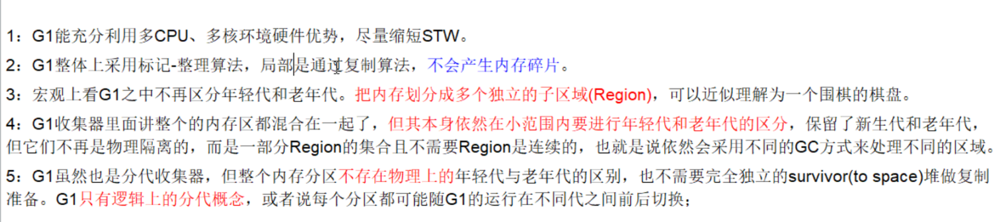 1：G1能充分利用多CPU、多核环境硬件优势，尽量缩短STW。
2：G1整体上采用标记-整理算法，局部是通过复制算法，不会产生内存碎片。
3：宏观上看G1之中不再区分年轻代和老年代。把内存划分成多个独立的子区域(Region)，可以近似理解为一个围棋的棋盘。
4：G1收集器里面讲整个的内存区都混合在一起了，但其本身依然在小范围内要进行年轻代和老年代的区分，保留了新生代和老年代，
但它们不再是物理隔离的，而是一部分Region的集合且不需要Region是连续的，也就是说依然会采用不同的GC方式来处理不同的区域。
5：G1虽然也是分代收集器，但整个内存分区不存在物理上的年轻代与老年代的区别，也不需要完全独立的survivor(to space)堆做复制
准备。G1只有逻辑上的分代概念，或者说每个分区都可能随G1的运行在不同代之间前后切换；